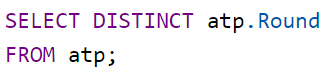 SELECT DISTINCT atp.Round
FROM atp;